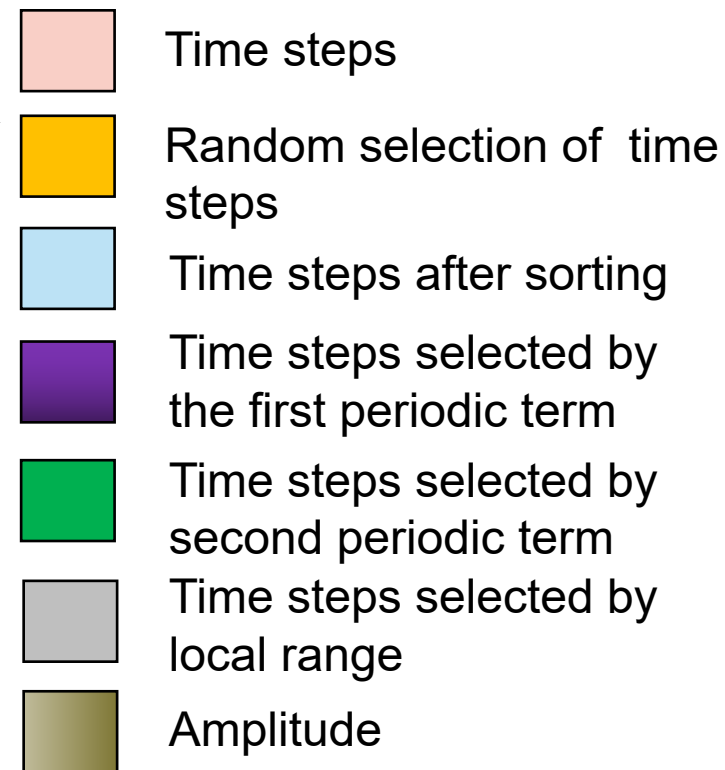 Time steps
Random selection of time
steps
Time steps after sorting
Time steps selected by
the first periodic term
Time steps selected by
second periodic term
Time steps selected by
local range
Amplitude